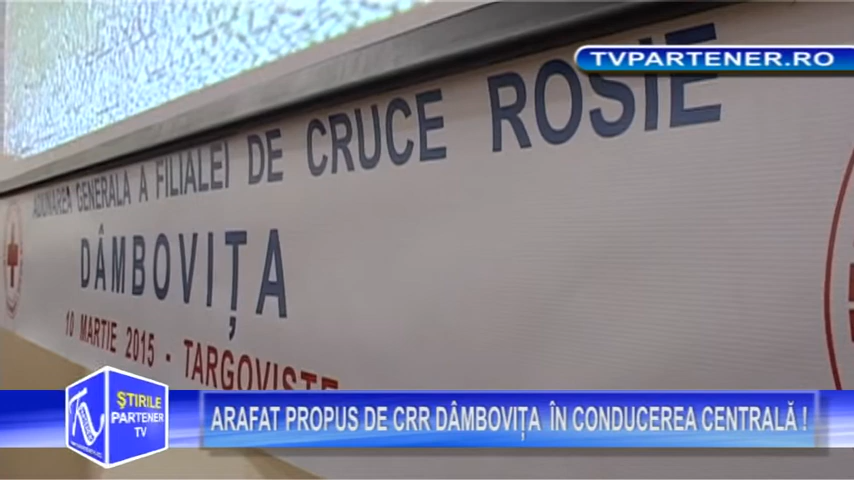 TVPARTENER.RO
ADUNAREA GENERALA A FILIALEI DE CRUCE ROSIE
DÂMBOVIȚA
10 MARTIE 2015 - TARGOVISTE
ȘTIRILE
PARTENER
TV
ARAFAT PROPUS DE CRR DÂMBOVIȚA ÎN CONDUCEREA CENTRALĂ !